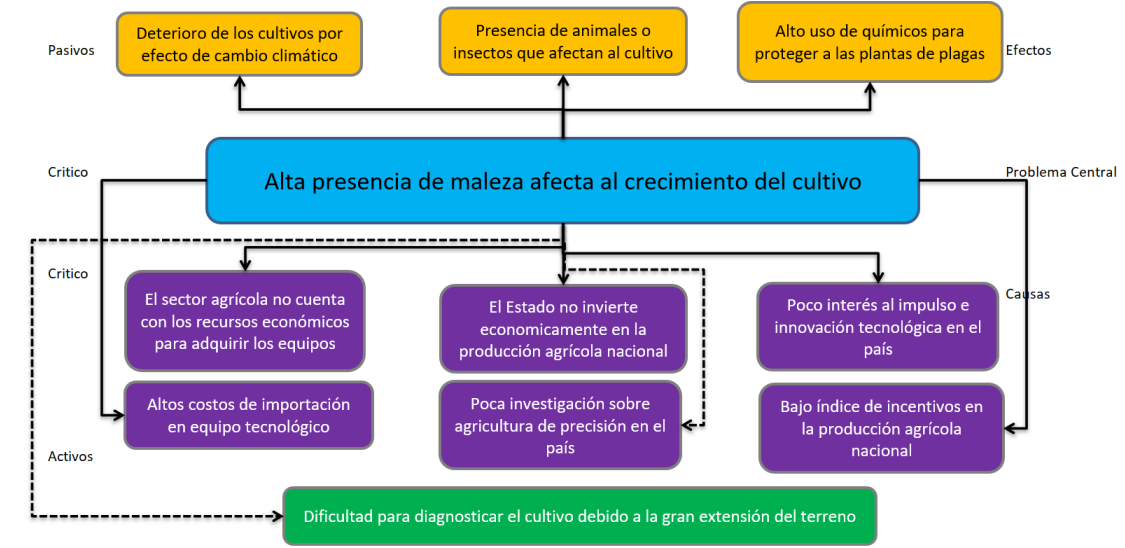 Deterioro de los cultivos por
efecto de cambio climático
Presencia de animales o
insectos que afectan al cultivo
Alto uso de químicos para
proteger a las plantas de plagas
Pasivos
Efectos
Critico
Alta presencia de maleza afecta al crecimiento del cultivo
Problema Central
Critico
El sector agrícola no cuenta
con los recursos económicos
para adquirir los equipos
El Estado no invierte
economicamente en la
producción agrícola nacional
Poco interés al impulso e
innovación tecnológica en el
país
Causas
Altos costos de importación
en equipo tecnológico
Poca investigación sobre
agricultura de precisión en el
país
Bajo índice de incentivos en
la producción agrícola
nacional
Activos
Dificultad para diagnosticar el cultivo debido a la gran extensión del terreno